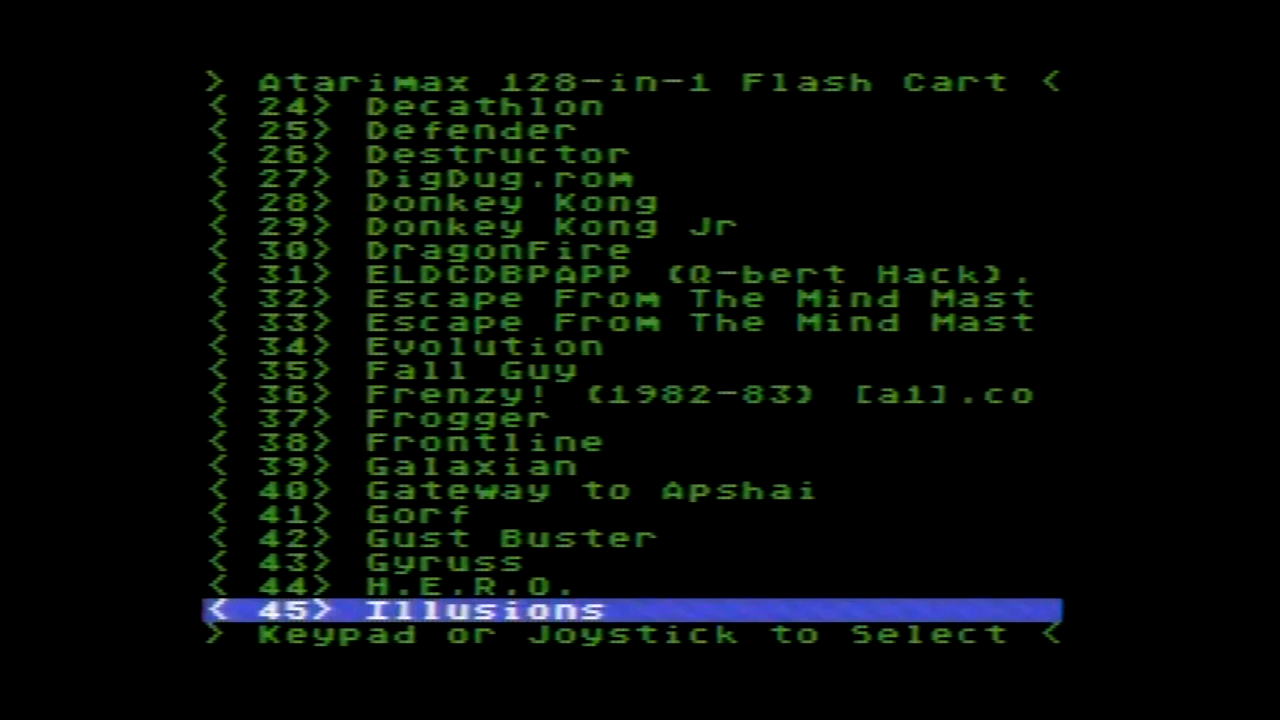 > Atarimax 128-in-1 Flash Cart <
< 24> Decathlon
< 25> Defender
< 26> Destructor
< 27> DigDug.rom
< 28> Donkey Kong
< 29> Donkey Kong Jr
< 30> DragonFire
< 31> ELDCDBPAPP (Q-bert Hack).
< 32> Escape From The Mind Mast
< 33> Escape From The Mind Mast
< 34> Evolution
< 35> Fall Guy
< 36> Frenzy! (1982-83) [a1].co
< 37> Frogger
< 38> Frontline
< 39> Galaxian
< 40> Gateway to Apshai
< 41> Gorf
< 42> Gust Buster
< 43> Gyruss
< 44> H.E.R.O.
< 45> Illusions
> Keypad or Joystick to Select <